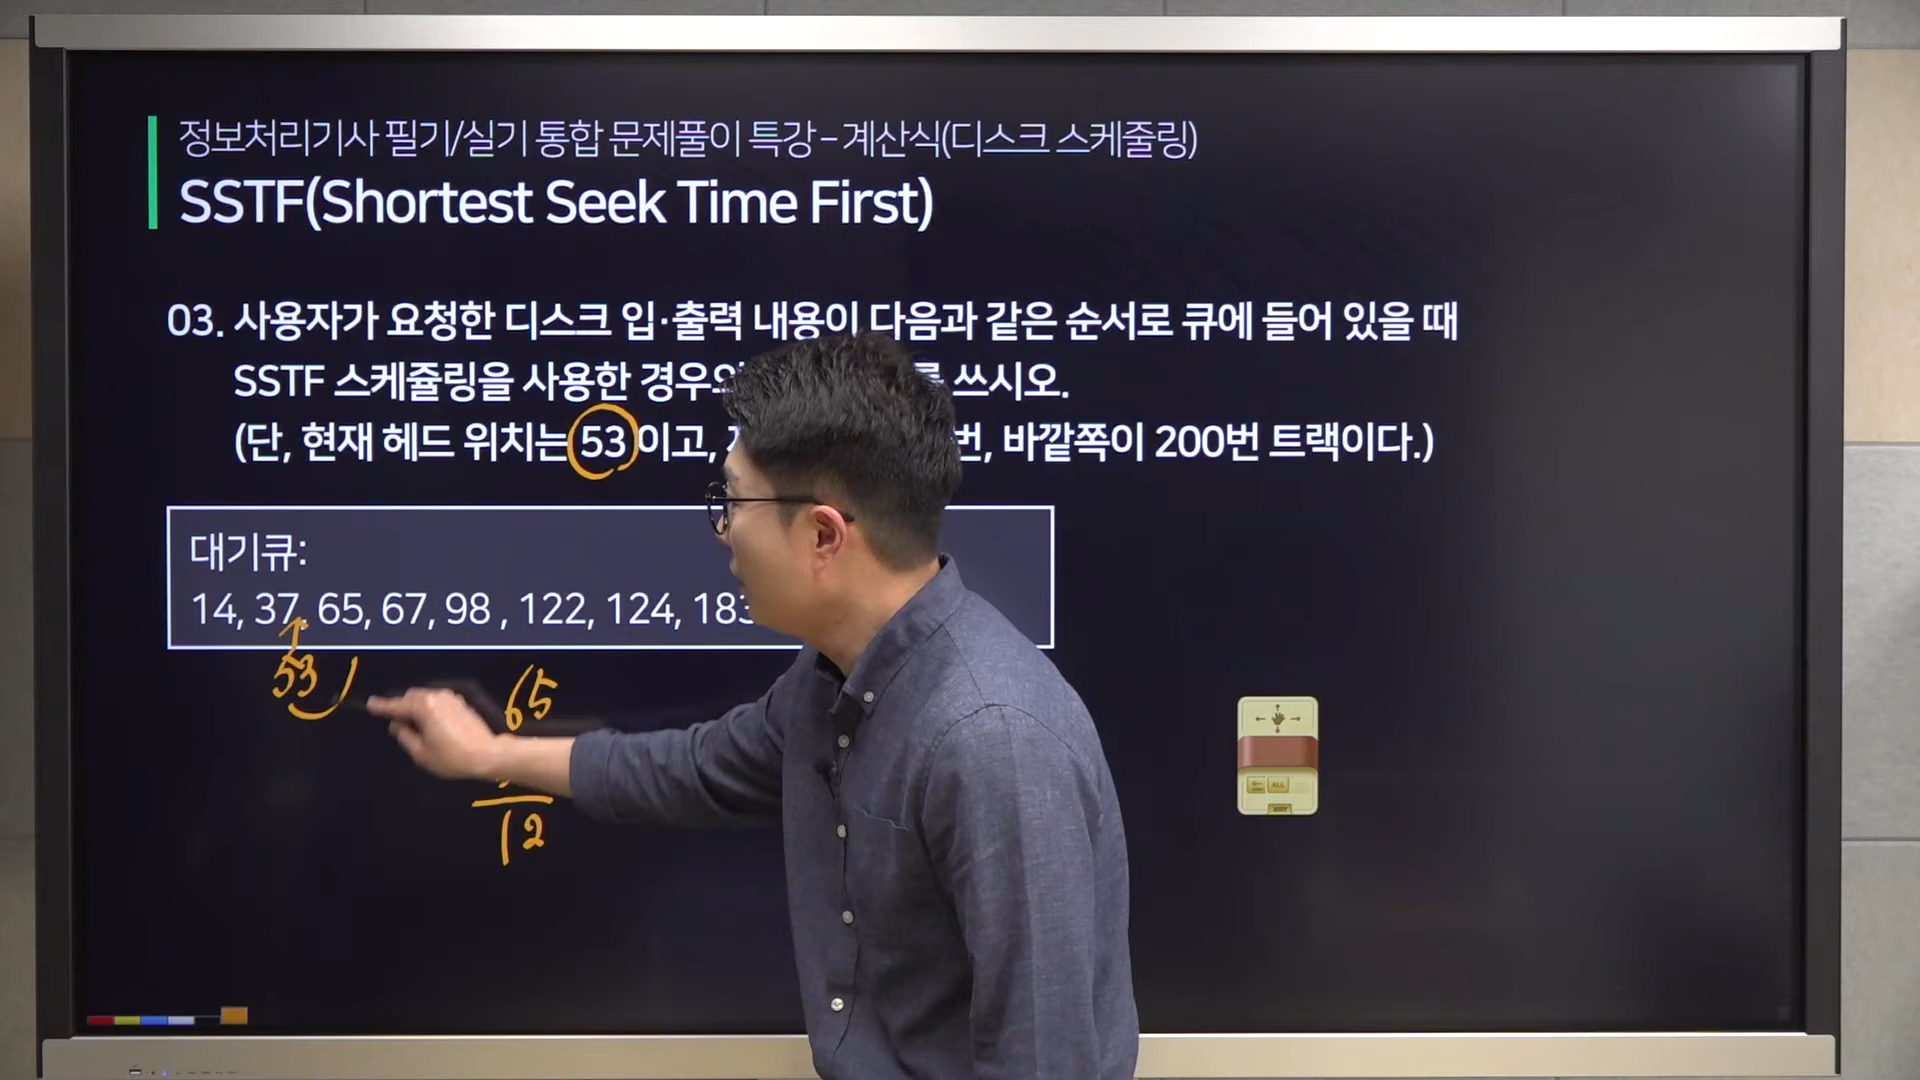 정보처리기사 필기/실기 통합 문제풀이 특강 – 계산식(디스크 스케줄링)
SSTF(Shortest Seek Time First)
03. 사용자가 요청한 디스크 입·출력 내용이 다음과 같은 순서로 큐에 들어 있을 때
SSTF 스케쥴링을 사용한 경우의 쓰시오.
(단, 현재 헤드 위치는 53 이고, 번, 바깥쪽이 200번 트랙이다.)
대기큐:
14, 37, 65, 67, 98 , 122, 124, 183
53
65
12